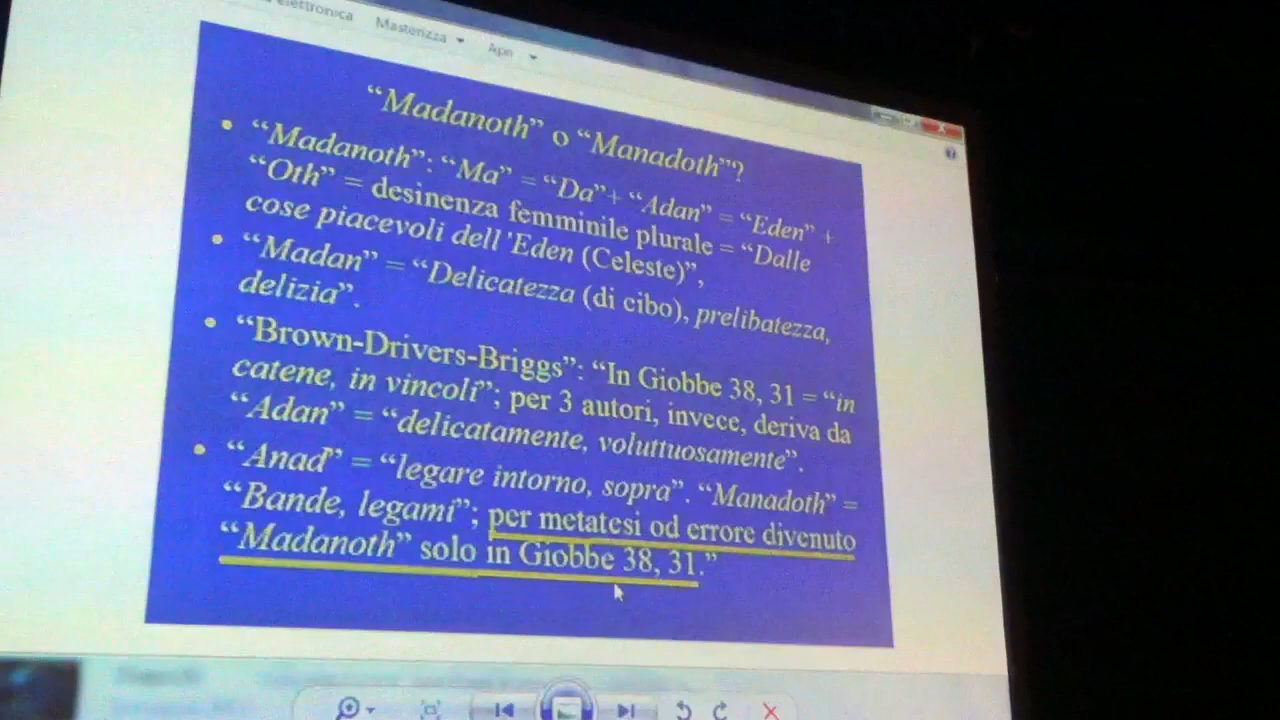 elettronica Masterizza Apri
“Madanoth” o “Manadoth”?
• “Madanoth”: “Ma” = “Da”+ “Adan” = “Eden” +
“Oth” = desinenza femminile plurale = “Dalle
cose piacevoli dell'Eden (Celeste)”,
• “Madan” = “Delicatezza (di cibo), prelibatezza,
delizia”.
• “Brown-Drivers-Briggs”: “In Giobbe 38, 31 = “in
catene, in vincoli”; per 3 autori, invece, deriva da
“Adan” = “delicatamente, voluttuosamente”.
• “Anad” = “legare intorno, sopra”. “Manadoth” =
“Bande, legami”; per metatesi od errore divenuto
“Madanoth” solo in Giobbe 38, 31.”